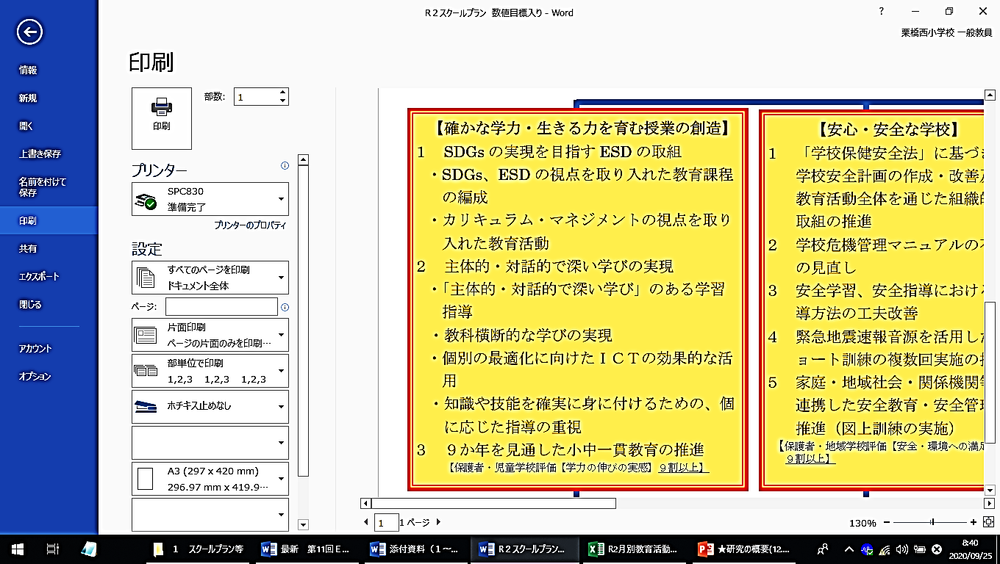 R２スクールプラン 数値目標入り - Word
?
栗橋西小学校 一般教員
情報
新規
開く
上書き保存
名前を付けて
保存
印刷
共有
エクスポート
閉じる
アカウント
オプション
印刷
印刷
部数: 1
プリンター
SPC830
準備完了
プリンターのプロパティ
設定
すべてのページを印刷
ドキュメント全体
ページ:
片面印刷
ページの片面のみを印刷…
部単位で印刷
1,2,3 1,2,3 1,2,3
ホチキス止めなし
A3 (297 x 420 mm)
296.97 mm x 419.9…
【確かな学力・生きる力を育む授業の創造】
1 SDGs の実現を目指す ESD の取組
・SDGs、ESD の視点を取り入れた教育課程
の編成
・カリキュラム・マネジメントの視点を取り
入れた教育活動
2 主体的・対話的で深い学びの実現
・「主体的・対話的で深い学び」のある学習
指導
・教科横断的な学びの実現
・個別の最適化に向けたＩＣＴの効果的な活
用
・知識や技能を確実に身に付けるための、個
に応じた指導の重視
3 ９か年を見通した小中一貫教育の推進
【保護者・児童学校評価【学力の伸びの実感】９割以上】
【安心・安全な学校】
1 「学校保健安全法」に基づき
学校安全計画の作成・改善及
教育活動全体を通じた組織的
取組の推進
2 学校危機管理マニュアルの不
の見直し
3 安全学習、安全指導における
導方法の工夫改善
4 緊急地震速報音源を活用した
ョート訓練の複数回実施の推
5 家庭・地域社会・関係機関等
連携した安全教育・安全管理
推進（図上訓練の実施）
【保護者・地域学校評価【安全・環境への満足
９割以上】
1 1 ページ
130%
1 スクールプラン等
最新 第11回Ｅ...
添付資料（１～...
R２スクールプラン...
R2月別教育活動...
★研究の概要(12....
8:40
2020/09/25